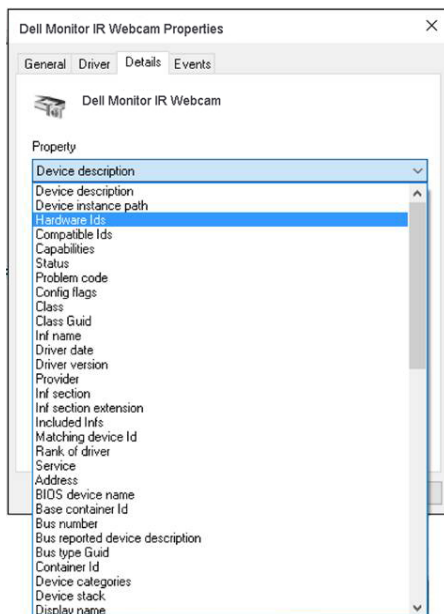 Dell Monitor IR Webcam Properties
General Driver Details Events
Dell Monitor IR Webcam
Property
Device description
Device description
Device instance path
Hardware Ids
Compatible Ids
Capabilities
Status
Problem code
Config flags
Class
Class Guid
Inf name
Driver date
Driver version
Provider
Inf section
Inf section extension
Included Infs
Matching device Id
Rank of driver
Service
Address
BIOS device name
Base container Id
Bus number
Bus reported device description
Bus type Guid
Container Id
Device categories
Device stack
Display name